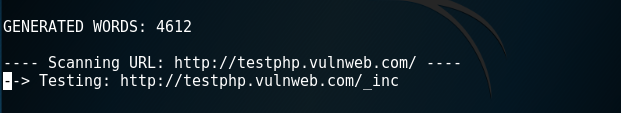 GENERATED WORDS: 4612
---- Scanning URL: http://testphp.vulnweb.com/ ----
--> Testing: http://testphp.vulnweb.com/_inc